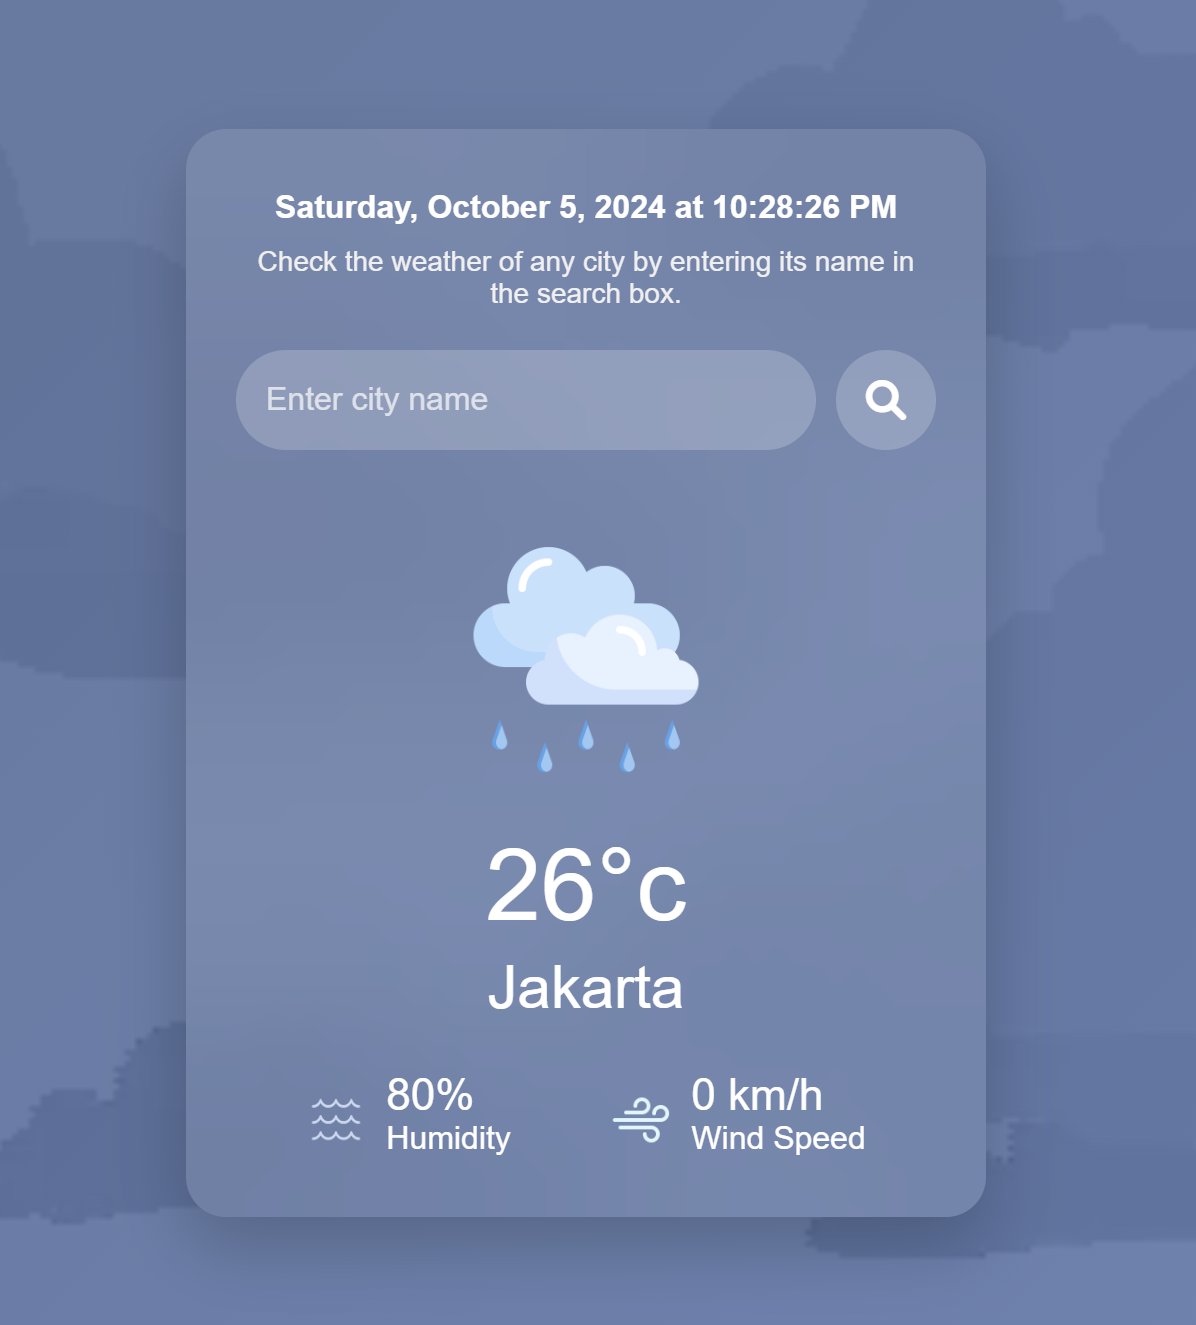 Saturday, October 5, 2024 at 10:28:26 PM
Check the weather of any city by entering its name in
the search box.
Enter city name
26°c
Jakarta
80%
Humidity
0 km/h
Wind Speed